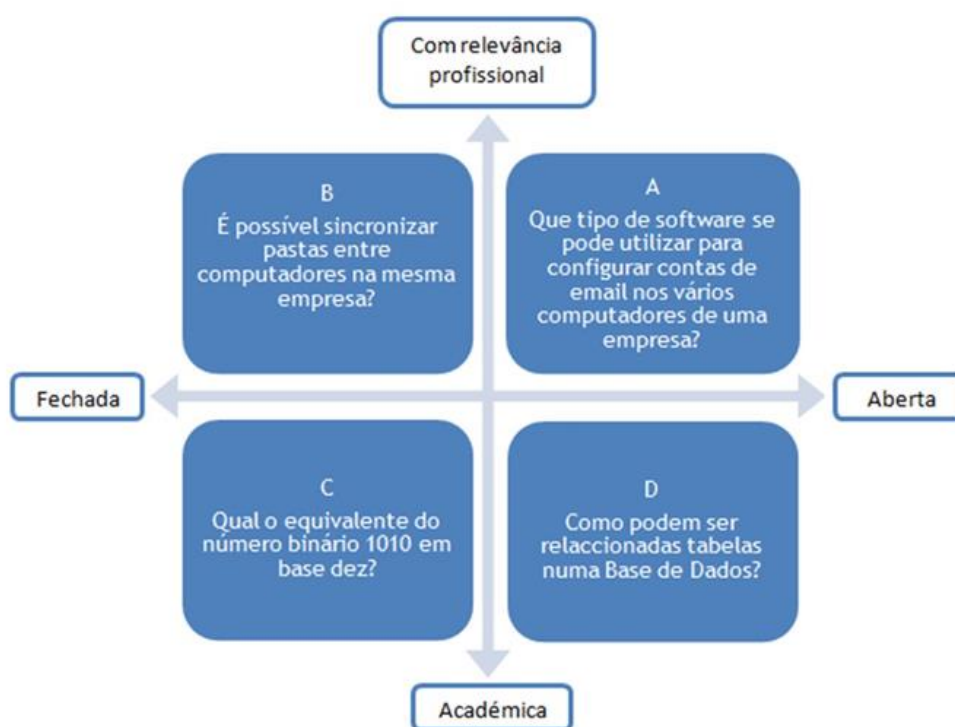 Com relevância
profissional
B
É possível sincronizar
pastas entre
computadores na mesma
empresa?
A
Que tipo de software se
pode utilizar para
configurar contas de
email nos vários
computadores de uma
empresa?
Fechada
Aberta
C
Qual o equivalente do
número binário 1010 em
base dez?
D
Como podem ser
relaccionadas tabelas
numa Base de Dados?
Académica